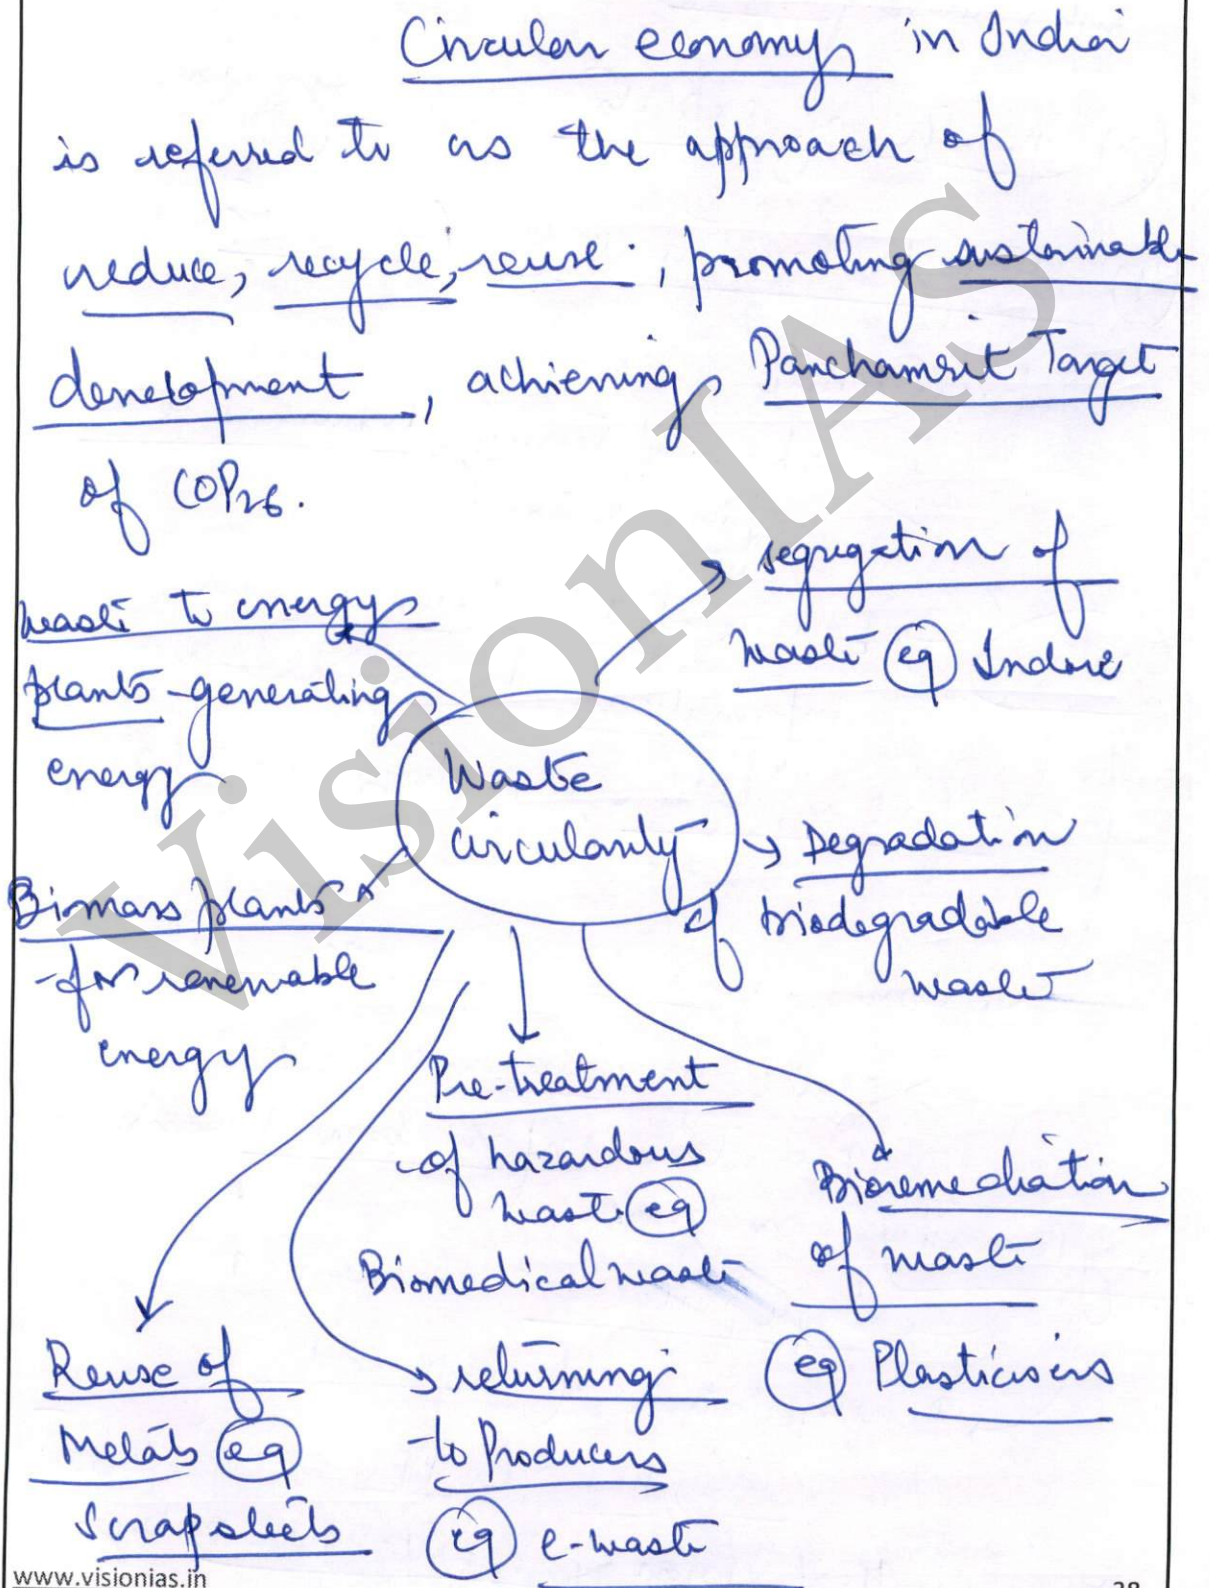 Circular economy in India
is referred to as the approach of
reduce, recycle, reuse, promoting sustainable
development, achieving Panchamrit Target
of COP26.
segregation of
waste eg Indore
waste to energy
plants - generating
energy
Waste
circularity
→ Degradation
of biodegradable
waste
Biomass plants
- for renewable
energy
Pre-treatment
of hazardous
waste eg
Biomedical waste
Bioremediation
of waste
eg Plasticisers
Reuse of
Metals eg
Scrap
returning
to Producers
eg e-waste
VisionIAS
www.visionias.in